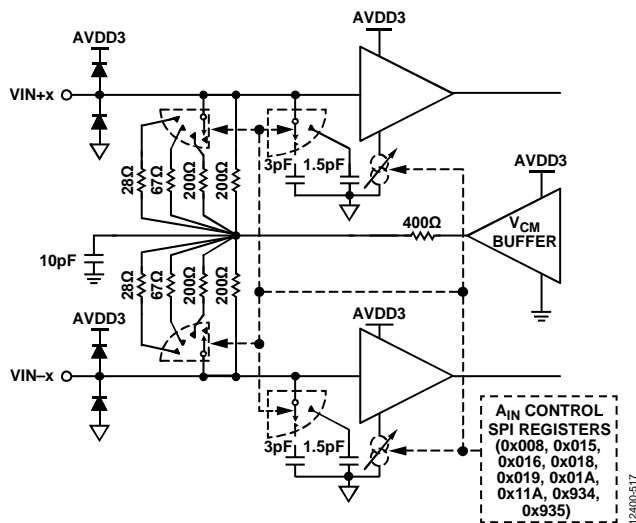 AVDD3
AVDD3
VIN+x
28Ω
67Ω
200Ω
200Ω
3pF
1.5pF
AVDD3
400Ω
VCM
BUFFER
10pF
28Ω
67Ω
200Ω
200Ω
AVDD3
AVDD3
VIN–x
3pF
1.5pF
AIN CONTROL
SPI REGISTERS
(0x008, 0x015,
0x016, 0x018,
0x019, 0x01A,
0x11A, 0x934,
0x935)
12400-517